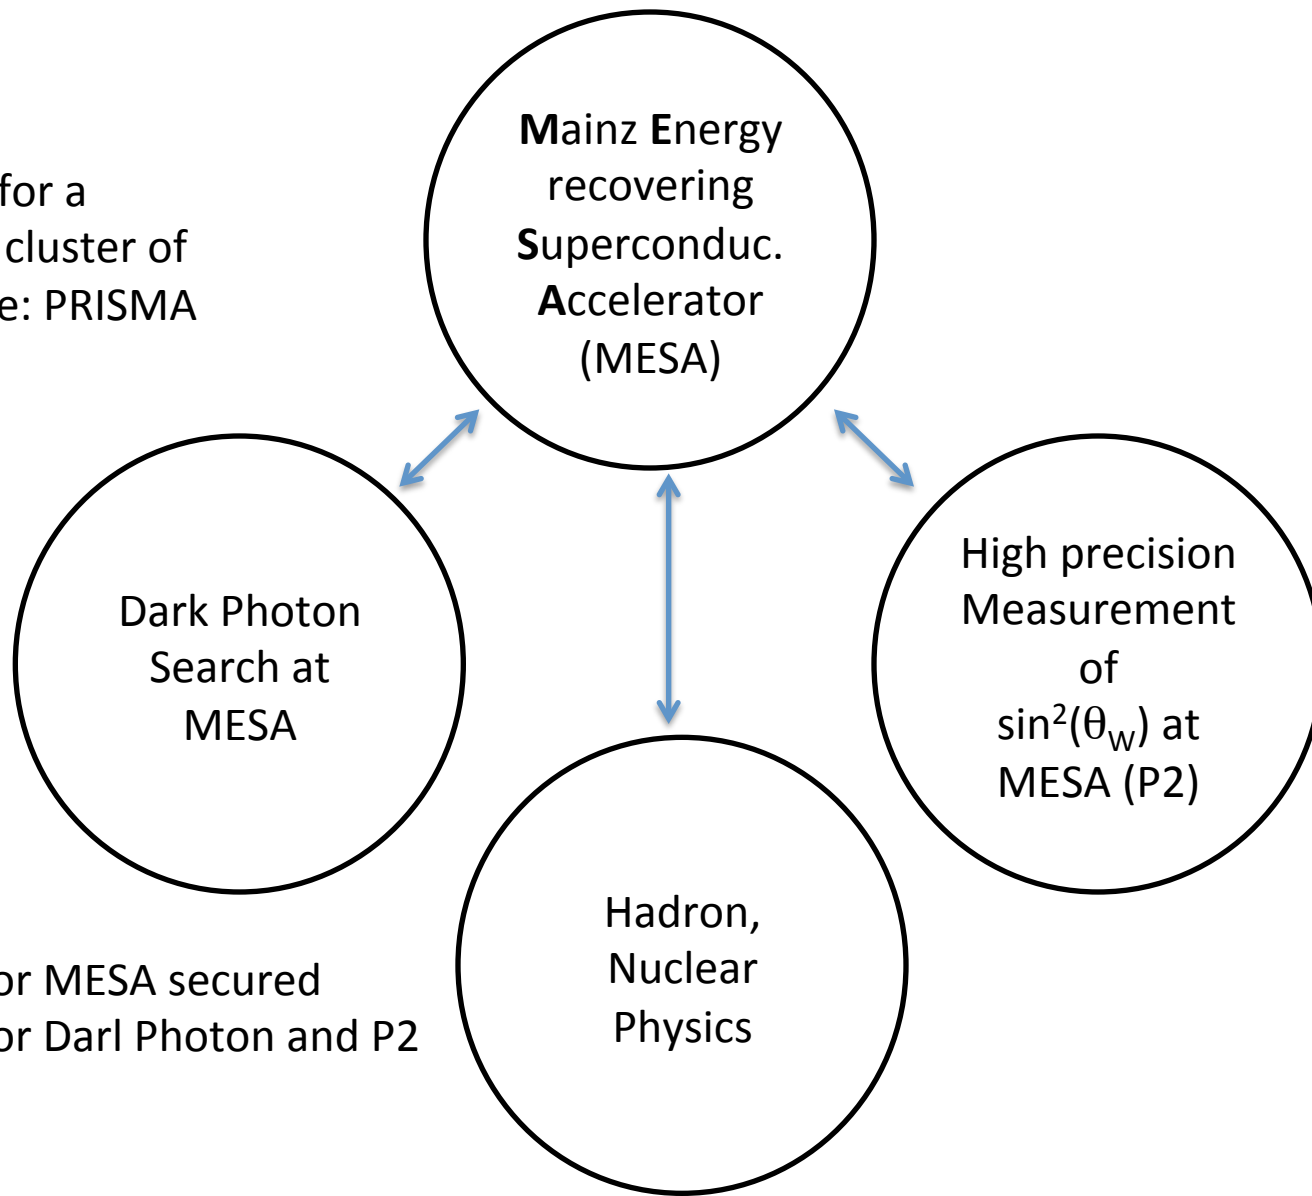 for a
cluster of
e: PRISMA
Mainz Energy
recovering
Superconduc.
Accelerator
(MESA)
Dark Photon
Search at
MESA
High precision
Measurement
of
sin²(θ_W) at
MESA (P2)
Hadron,
Nuclear
Physics
or MESA secured
or Darl Photon and P2